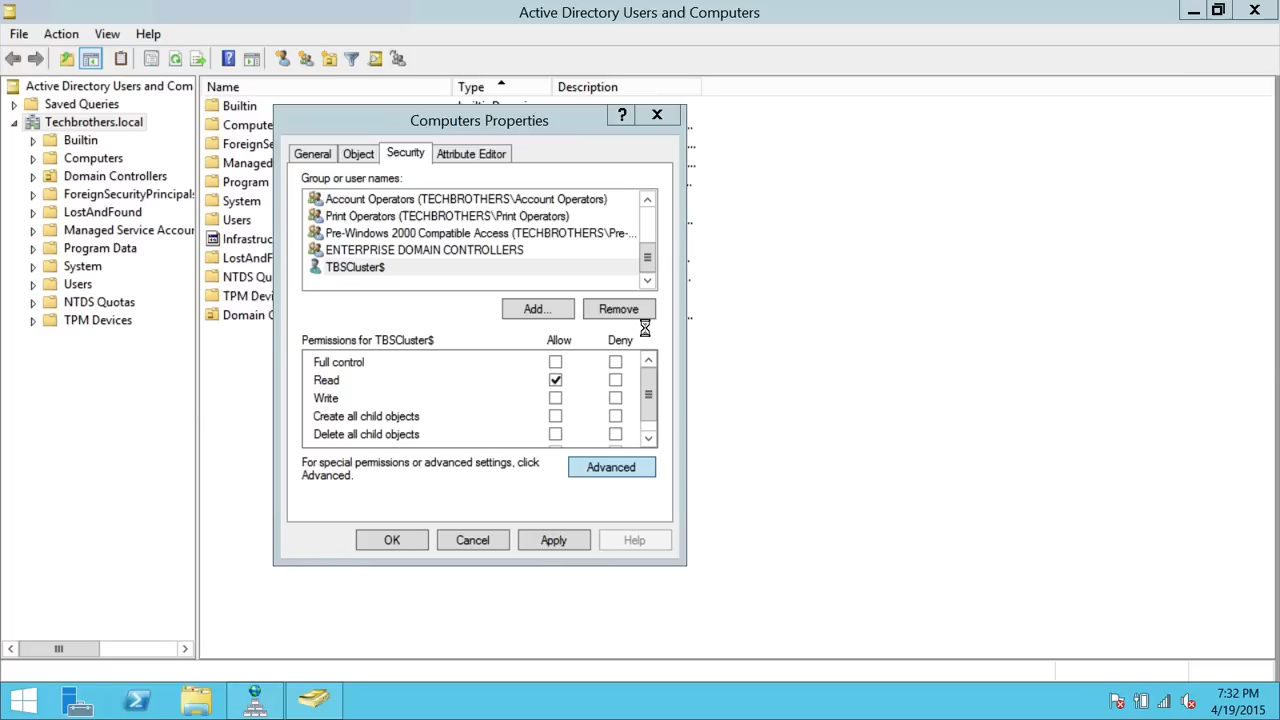 Active Directory Users and Computers
File Action View Help
Active Directory Users and Com
Saved Queries
Techbrothers.local
Builtin
Computers
Domain Controllers
ForeignSecurityPrincipals
LostAndFound
Managed Service Accoun
Program Data
System
Users
NTDS Quotas
TPM Devices
Name Type Description
Builtin
Compute
ForeignSe
Managed
Program
System
Users
Infrastruc
LostAndF
NTDS Qu
TPM Devi
Domain C
Computers Properties
General Object Security Attribute Editor
Group or user names:
Account Operators (TECHBROTHERS\Account Operators)
Print Operators (TECHBROTHERS\Print Operators)
Pre-Windows 2000 Compatible Access (TECHBROTHERS\Pre-...
ENTERPRISE DOMAIN CONTROLLERS
TBSCluster$
Add... Remove
Permissions for TBSCluster$ Allow Deny
Full control
Read
Write
Create all child objects
Delete all child objects
For special permissions or advanced settings, click
Advanced.
Advanced
OK Cancel Apply Help
7:32 PM
4/19/2015